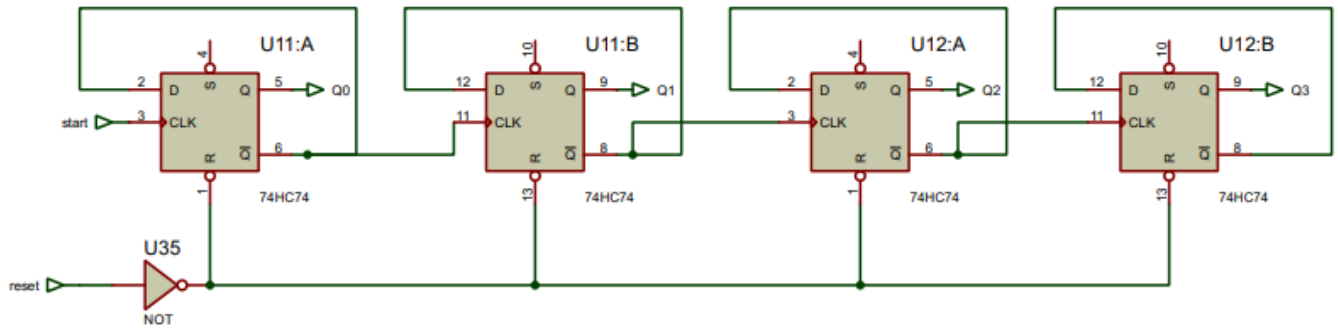 U11:A
U11:B
U12:A
U12:B
4
10
4
10
2
D
S
Q
5
Q0
12
D
S
Q
9
Q1
2
D
S
Q
5
Q2
12
D
S
Q
9
Q3
start
3
CLK
11
CLK
3
CLK
11
CLK
R
Q
6
R
Q
8
R
Q
6
R
Q
8
1
74HC74
13
74HC74
1
74HC74
13
74HC74
U35
reset
NOT